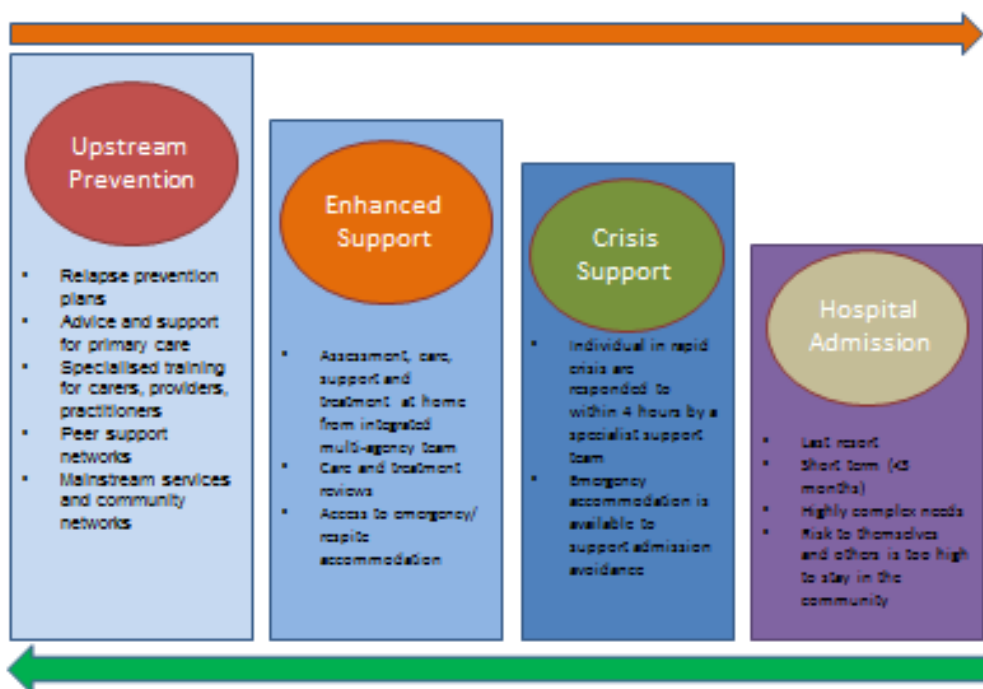 Upstream
Prevention
Relapse prevention
plans
Advice and support
for primary care
Specialised training
for carers, providers,
practitioners
Peer support
networks
Mainstream services
and community
networks
Enhanced
Support
Assessment, care,
support and
treatment at home
from integrated
multi-agency team
Care and treatment
reviews
Access to emergency/
respite
accommodation
Crisis
Support
Individual in rapid
crisis are
responded to
within 4 hours by a
specialist support
team
Emergency
accommodation is
available to
support admission
avoidance
Hospital
Admission
Last resort
Short term
months)
Highly complex needs
Risk to themselves
and others is too high
to stay in the
community